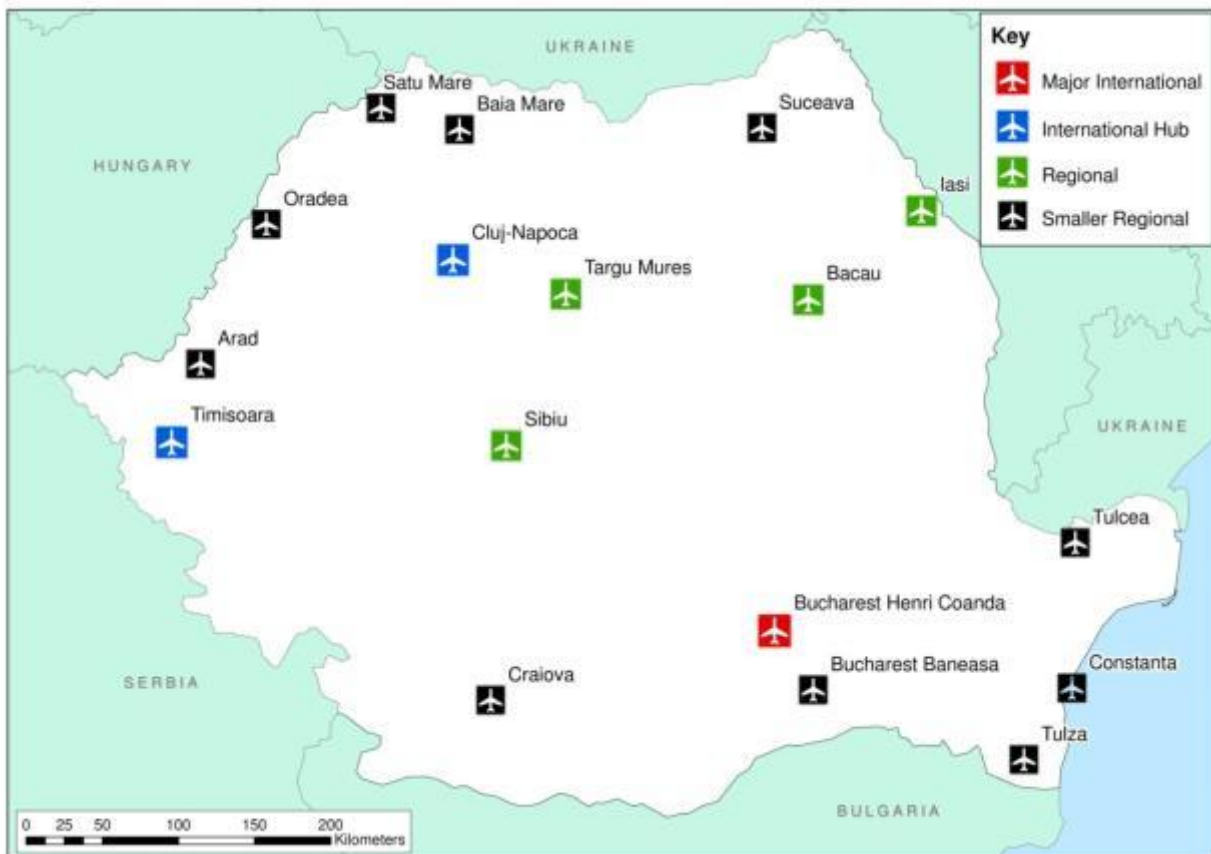 UKRAINE
Key
Major International
International Hub
Regional
Smaller Regional
Satu Mare
Baia Mare
Suceava
HUNGARY
Iasi
Oradea
Cluj-Napoca
Targu Mures
Bacau
Arad
Timisoara
Sibiu
UKRAINE
Tulcea
Bucharest Henri Coanda
Bucharest Baneasa
Constanta
SERBIA
Craiova
Tulza
BULGARIA
0 25 50 100 150 200
Kilometers